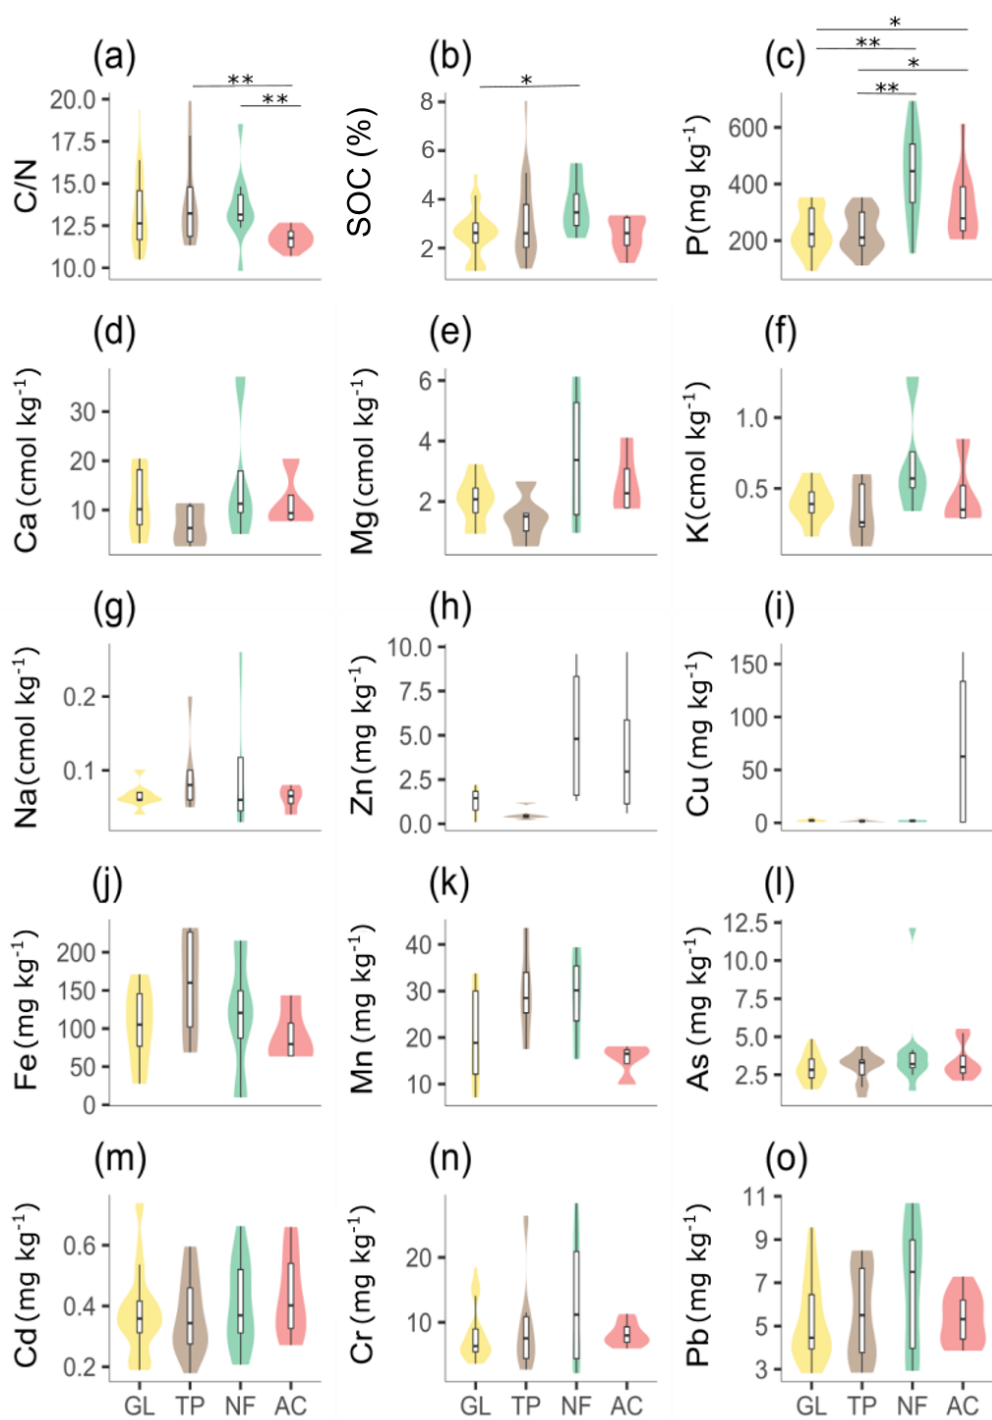 (a)
**
**
C/N
20.0
17.5
15.0
12.5
10.0
(b)
*
SOC (%)
8
6
4
2
(c)
*
**
*
**
P(mg kg⁻¹)
600
400
200
(d)
Ca(cmol kg⁻¹)
30
20
10
(e)
Mg(cmol kg⁻¹)
6
4
2
(f)
K(cmol kg⁻¹)
1.0
0.5
(g)
Na(cmol kg⁻¹)
0.2
0.1
(h)
Zn(mg kg⁻¹)
10.0
7.5
5.0
2.5
0.0
(i)
Cu(mg kg⁻¹)
150
100
50
0
(j)
Fe(mg kg⁻¹)
200
150
100
50
0
(k)
Mn(mg kg⁻¹)
40
30
20
10
(l)
As(mg kg⁻¹)
12.5
10.0
7.5
5.0
2.5
(m)
Cd(mg kg⁻¹)
0.6
0.4
0.2
GL TP NF AC
(n)
Cr(mg kg⁻¹)
20
10
GL TP NF AC
(o)
Pb(mg kg⁻¹)
11
9
7
5
3
GL TP NF AC